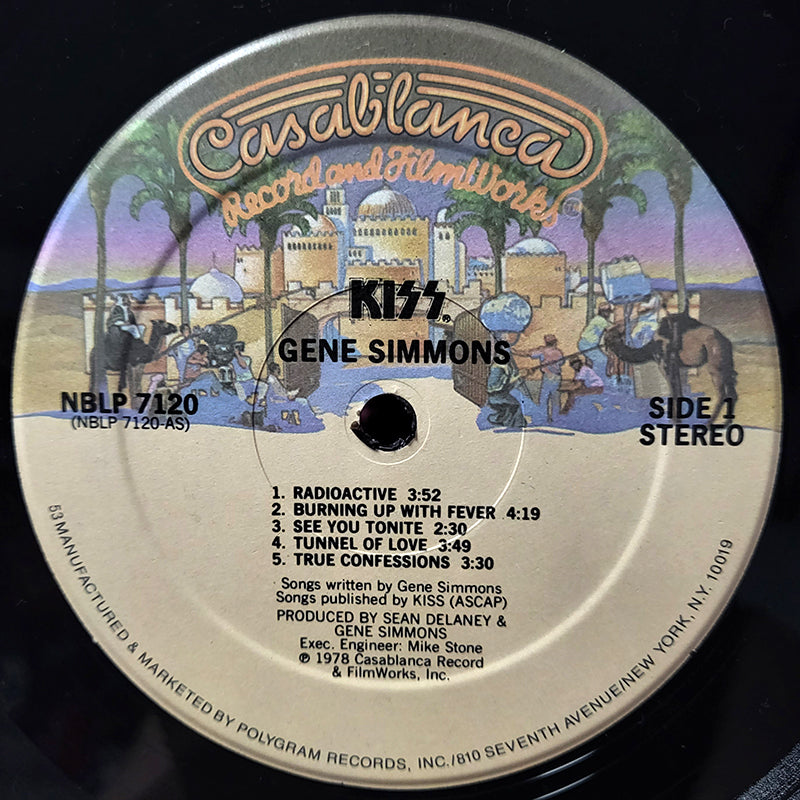 Casablanca
Record and FilmWorks
KISS®
GENE SIMMONS
NBLP 7120
(NBLP 7120-AS)
SIDE 1
STEREO
1. RADIOACTIVE 3:52
2. BURNING UP WITH FEVER 4:19
3. SEE YOU TONITE 2:30
4. TUNNEL OF LOVE 3:49
5. TRUE CONFESSIONS 3:30
Songs written by Gene Simmons
Songs published by KISS (ASCAP)
PRODUCED BY SEAN DELANEY &
GENE SIMMONS
Exec. Engineer: Mike Stone
℗ 1978 Casablanca Record
& FilmWorks, Inc.
53 MANUFACTURED & MARKETED BY POLYGRAM RECORDS, INC./810 SEVENTH AVENUE/NEW YORK, N.Y. 10019